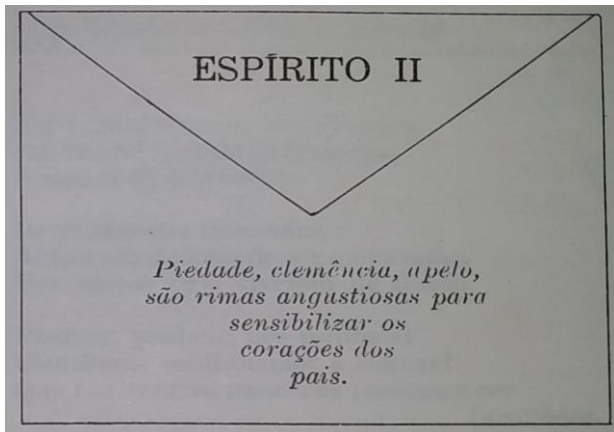 ESPÍRITO II
Piedade, clemência, apelo,
são rimas angustiosas para
sensibilizar os
corações dos
pais.